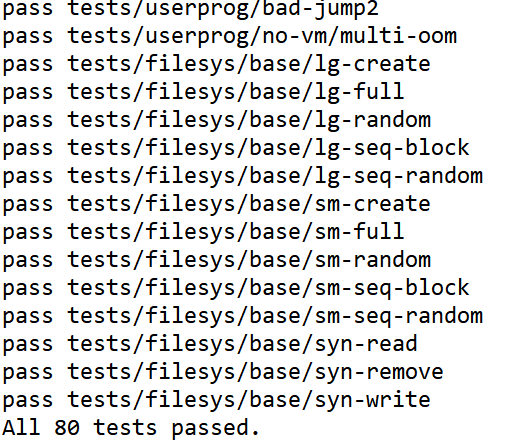 pass tests/userprog/bad-jump2
pass tests/userprog/no-vm/multi-oom
pass tests/filesys/base/lg-create
pass tests/filesys/base/lg-full
pass tests/filesys/base/lg-random
pass tests/filesys/base/lg-seq-block
pass tests/filesys/base/lg-seq-random
pass tests/filesys/base/sm-create
pass tests/filesys/base/sm-full
pass tests/filesys/base/sm-random
pass tests/filesys/base/sm-seq-block
pass tests/filesys/base/sm-seq-random
pass tests/filesys/base/syn-read
pass tests/filesys/base/syn-remove
pass tests/filesys/base/syn-write
All 80 tests passed.